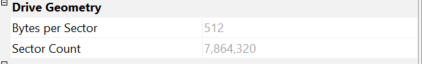 Drive Geometry
Bytes per Sector 512
Sector Count 7,864,320